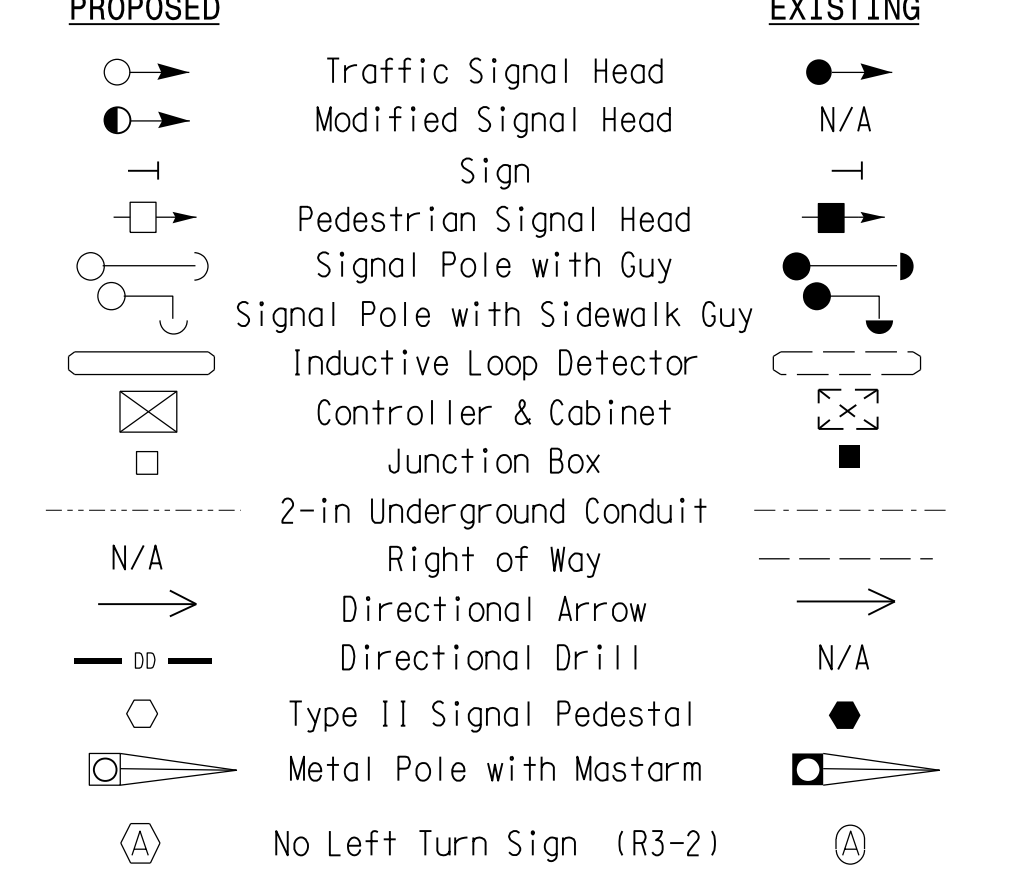 PROPOSED EXISTING
Traffic Signal Head
Modified Signal Head N/A
Sign
Pedestrian Signal Head
Signal Pole with Guy
Signal Pole with Sidewalk Guy
Inductive Loop Detector
Controller & Cabinet
Junction Box
2-in Underground Conduit
N/A Right of Way
Directional Arrow
DD Directional Drill N/A
Type II Signal Pedestal
Metal Pole with Mastarm
A No Left Turn Sign (R3-2) A